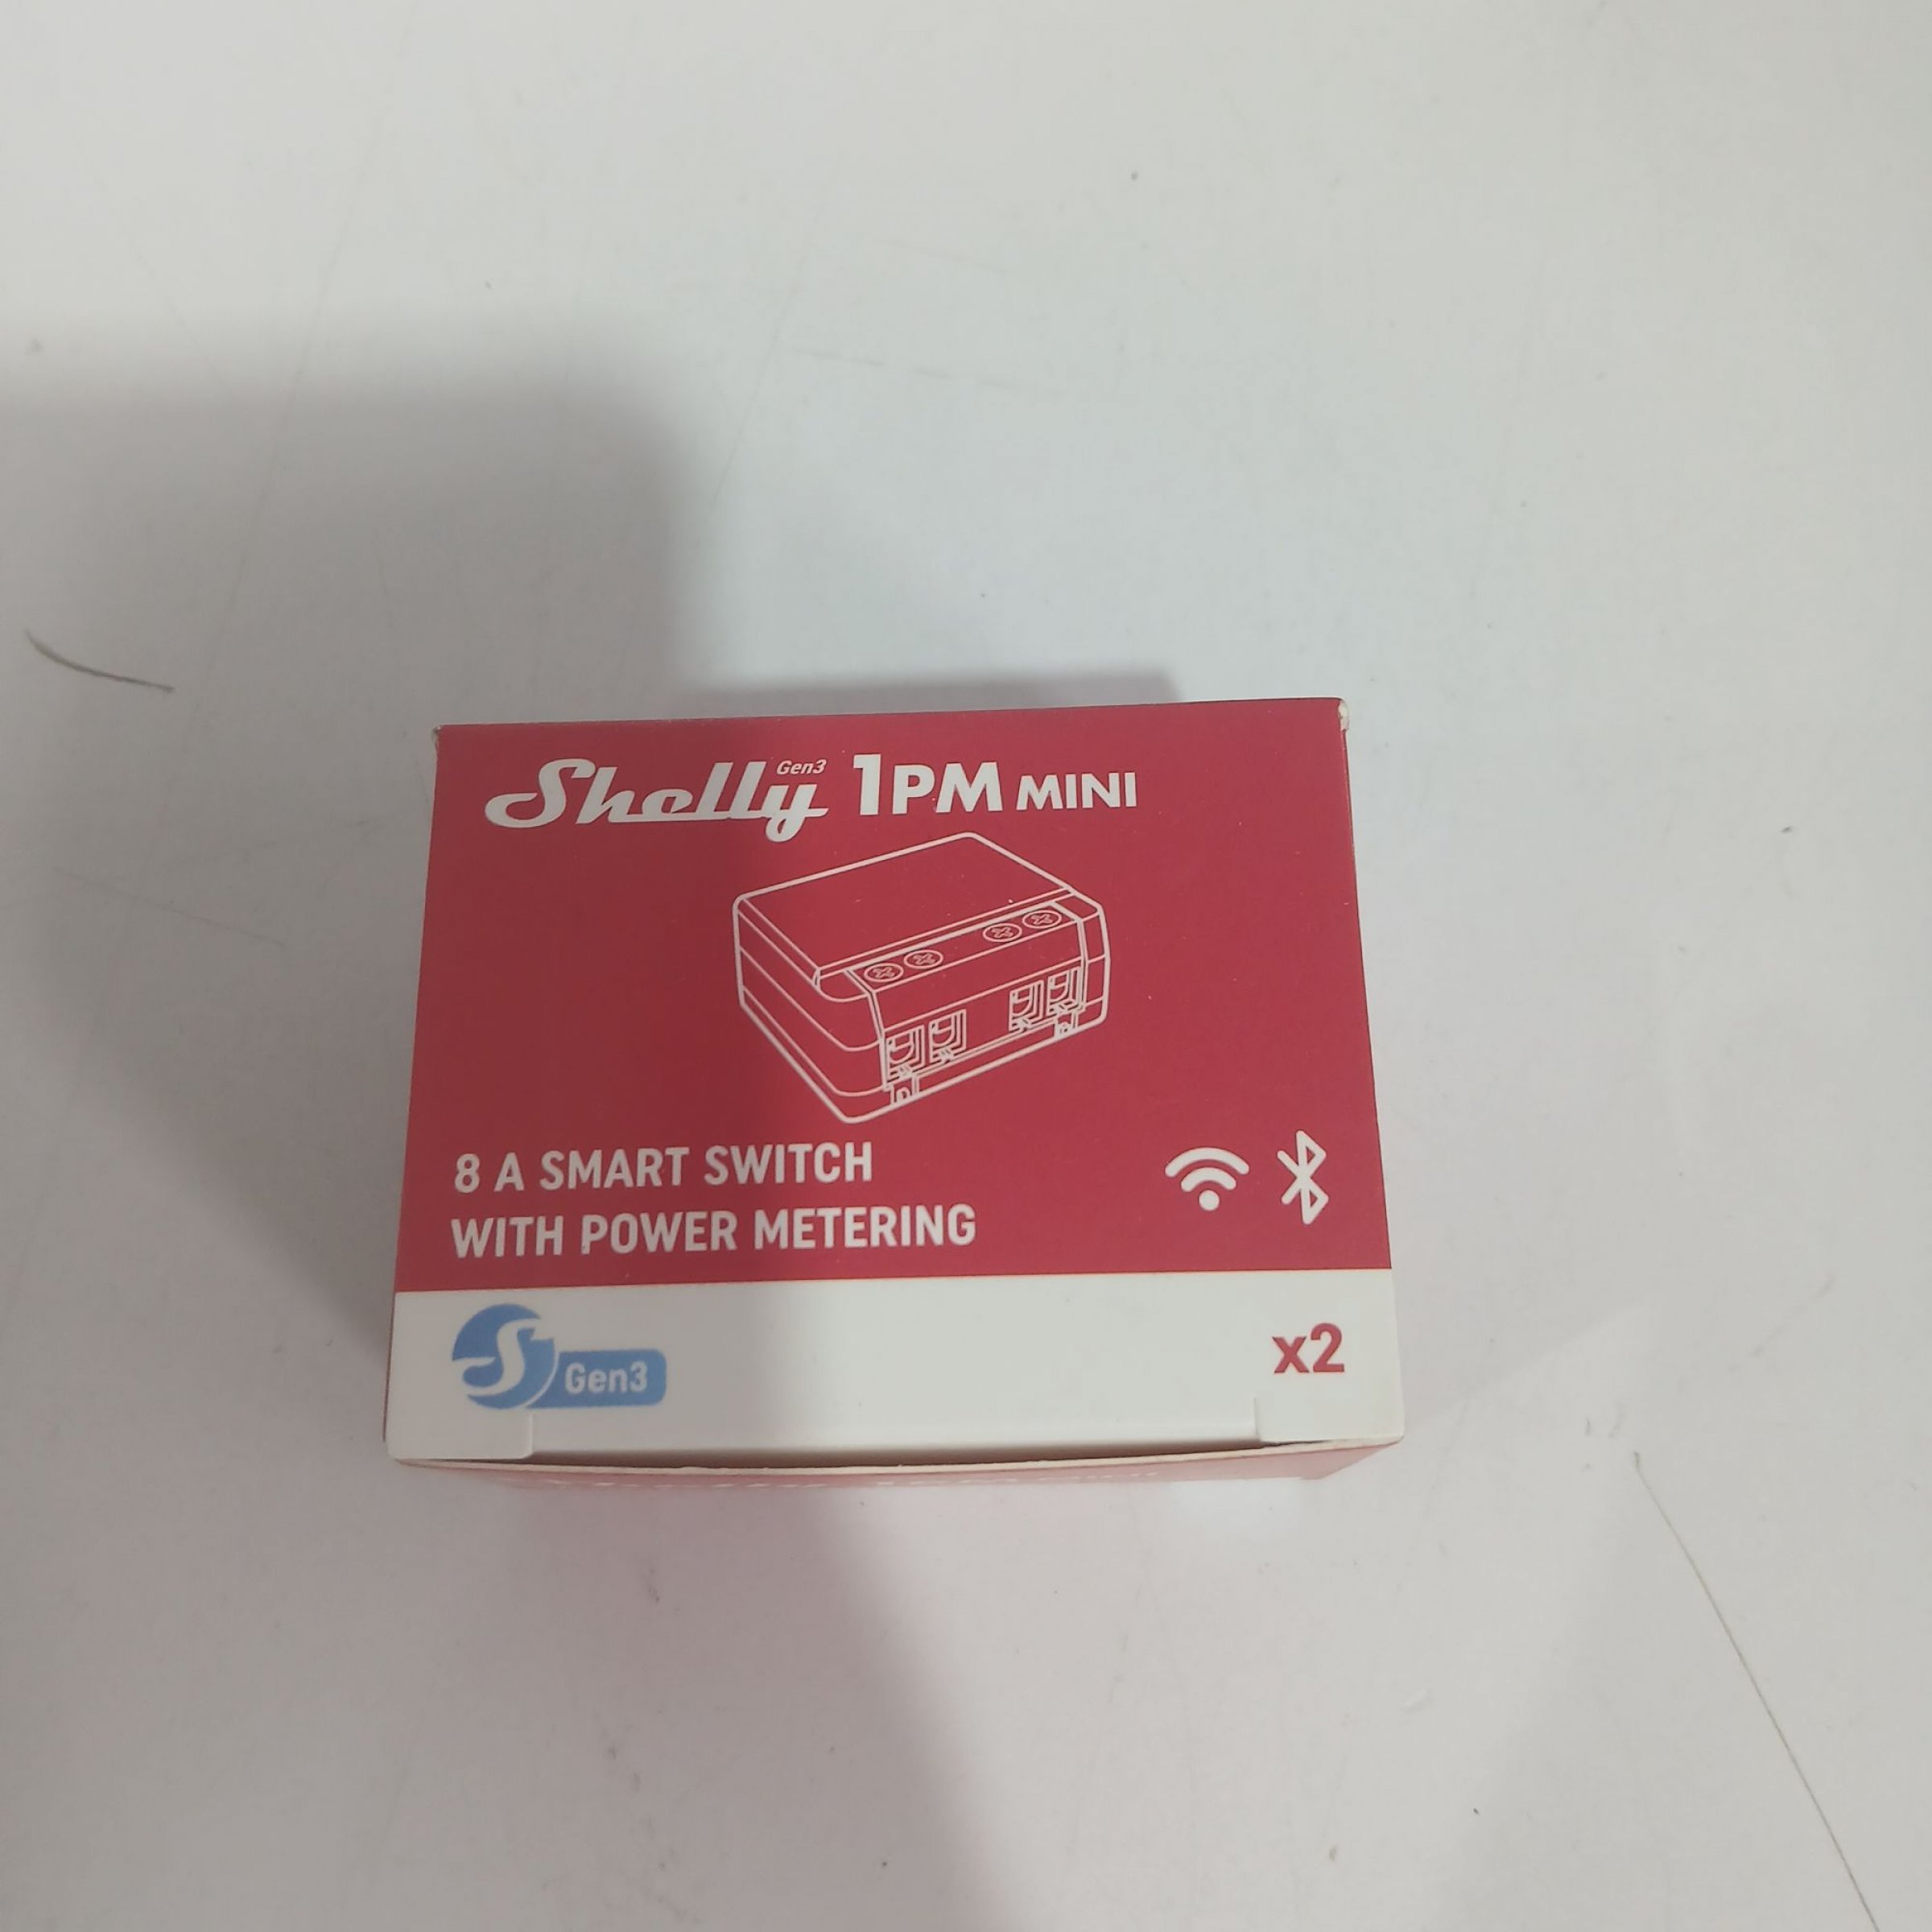 Shelly Gen3 1PM MINI
8 A SMART SWITCH
WITH POWER METERING
S Gen3
x2